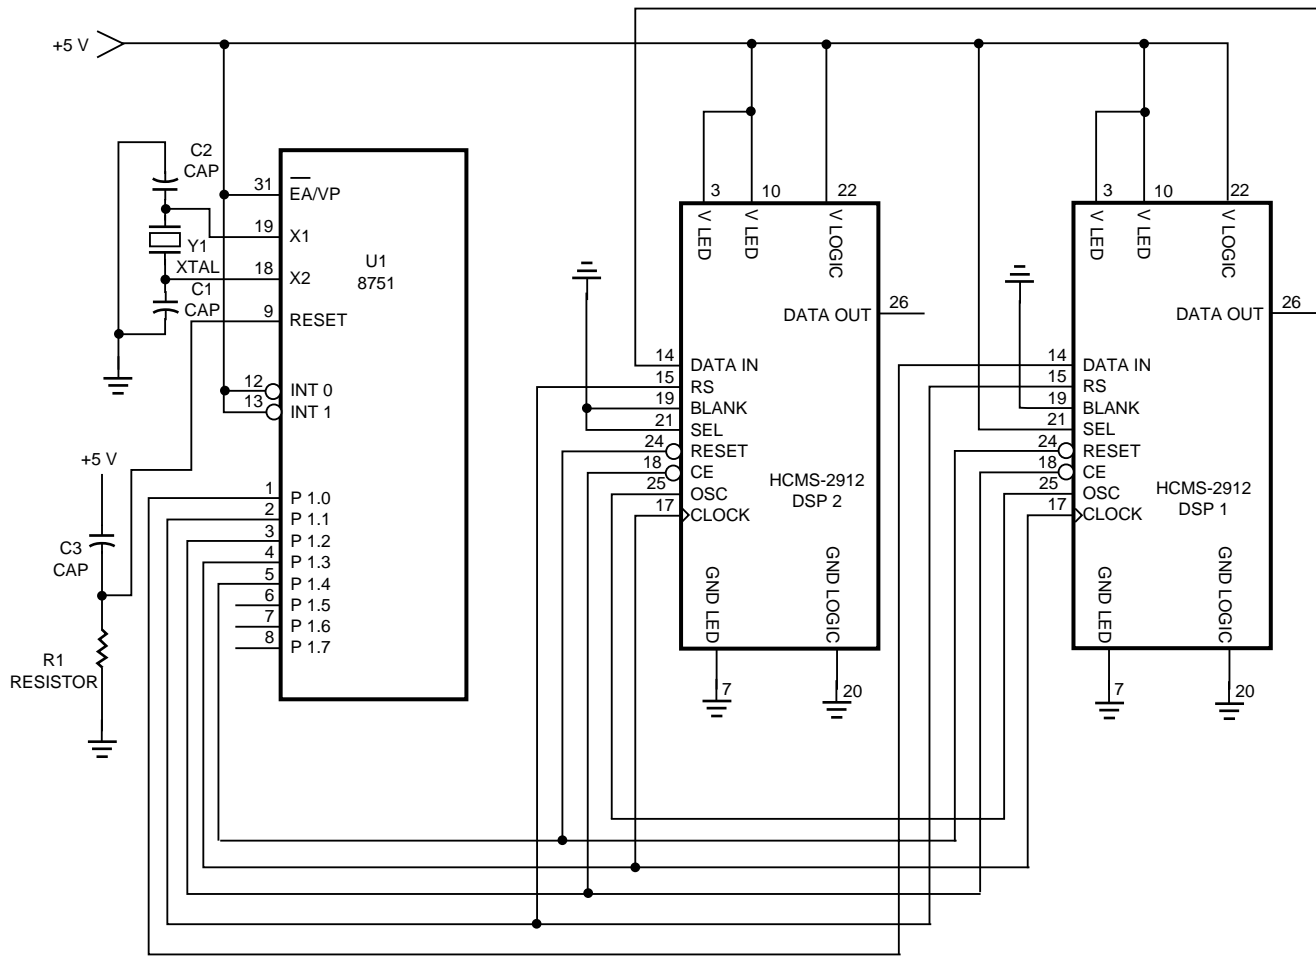 +5 V
C2
CAP
Y1
XTAL
C1
CAP
31
EA/VP
19
X1
18
X2
9
RESET
U1
8751
12
INT 0
13
INT 1
+5 V
C3
CAP
R1
RESISTOR
1
P 1.0
2
P 1.1
3
P 1.2
4
P 1.3
5
P 1.4
6
P 1.5
7
P 1.6
8
P 1.7
3
10
22
V LED
V LED
V LOGIC
DATA OUT
26
14
DATA IN
15
RS
19
BLANK
21
SEL
24
RESET
18
CE
25
OSC
17
CLOCK
HCMS-2912
DSP 2
GND LED
GND LOGIC
7
20
3
10
22
V LED
V LED
V LOGIC
DATA OUT
26
14
DATA IN
15
RS
19
BLANK
21
SEL
24
RESET
18
CE
25
OSC
17
CLOCK
HCMS-2912
DSP 1
GND LED
GND LOGIC
7
20